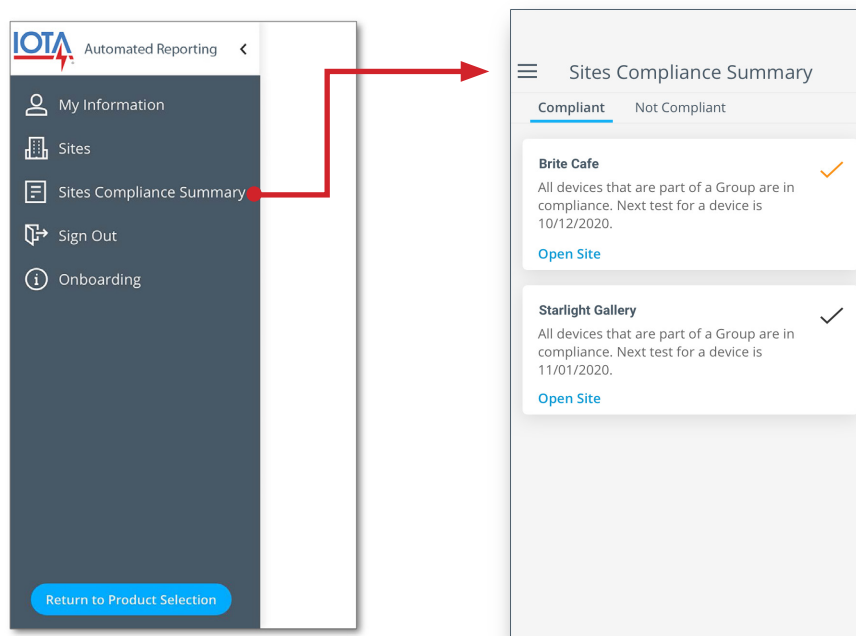 IOTA Automated Reporting
My Information
Sites
Sites Compliance Summary
Sign Out
Onboarding
Return to Product Selection
Sites Compliance Summary
Compliant Not Compliant
Brite Cafe
All devices that are part of a Group are in
compliance. Next test for a device is
10/12/2020.
Open Site
Starlight Gallery
All devices that are part of a Group are in
compliance. Next test for a device is
11/01/2020.
Open Site